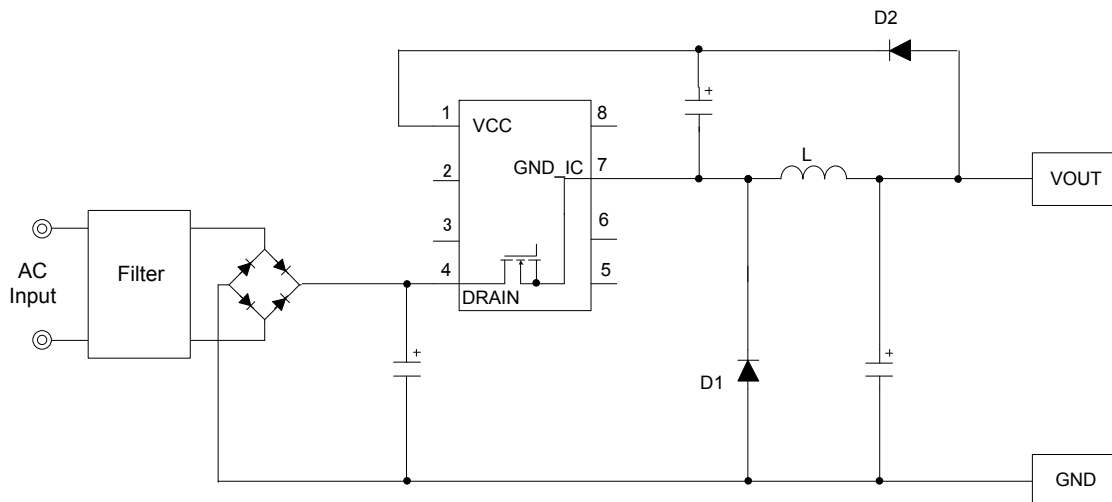 D2
+
1
VCC
8
GND_IC
7
L
VOUT
2
3
6
AC
Input
Filter
4
5
DRAIN
+
D1
+
GND